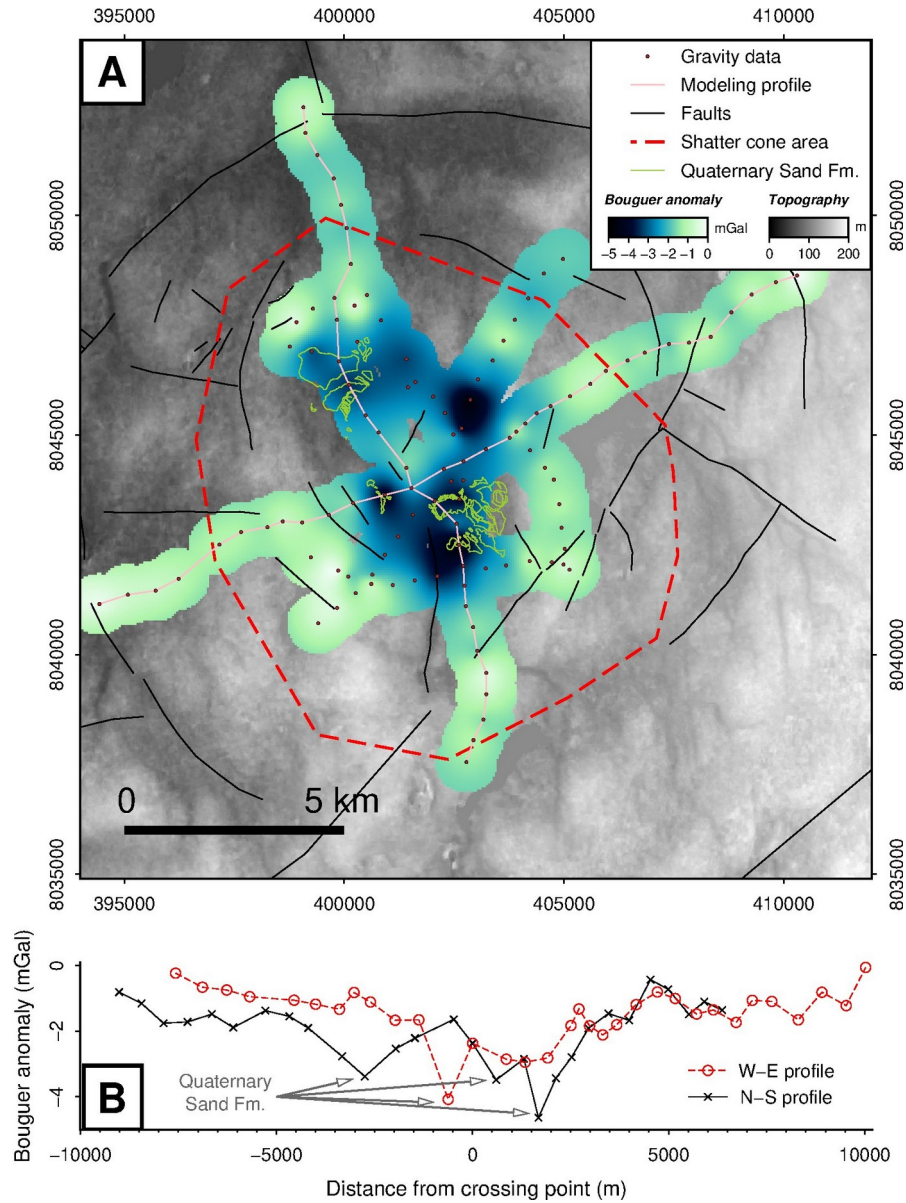 395000 400000 405000 410000
A
Gravity data
Modeling profile
Faults
Shatter cone area
Quaternary Sand Fm.
Bouguer anomaly Topography
mGal m
−5 −4 −3 −2 −1 0 0 100 200
8050000 8050000
8045000 8045000
8040000 8040000
8035000 8035000
0 5 km
395000 400000 405000 410000
Bouguer anomaly (mGal)
0
−2
−4
B
Quaternary
Sand Fm.
W−E profile
N−S profile
−10000 −5000 0 5000 10000
Distance from crossing point (m)